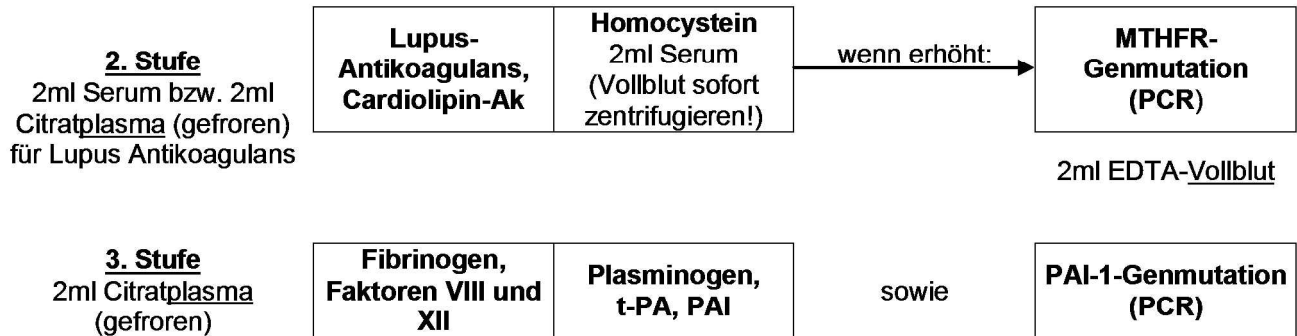 2. Stufe
2ml Serum bzw. 2ml
Citratplasma (gefroren)
für Lupus Antikoagulans
Lupus-
Antikoagulans,
Cardiolipin-Ak
Homocystein
2ml Serum
(Vollblut sofort
zentrifugieren!)
wenn erhöht:
MTHFR-
Genmutation
(PCR)
2ml EDTA-Vollblut
3. Stufe
2ml Citratplasma
(gefroren)
Fibrinogen,
Faktoren VIII und
XII
Plasminogen,
t-PA, PAI
sowie
PAI-1-Genmutation
(PCR)